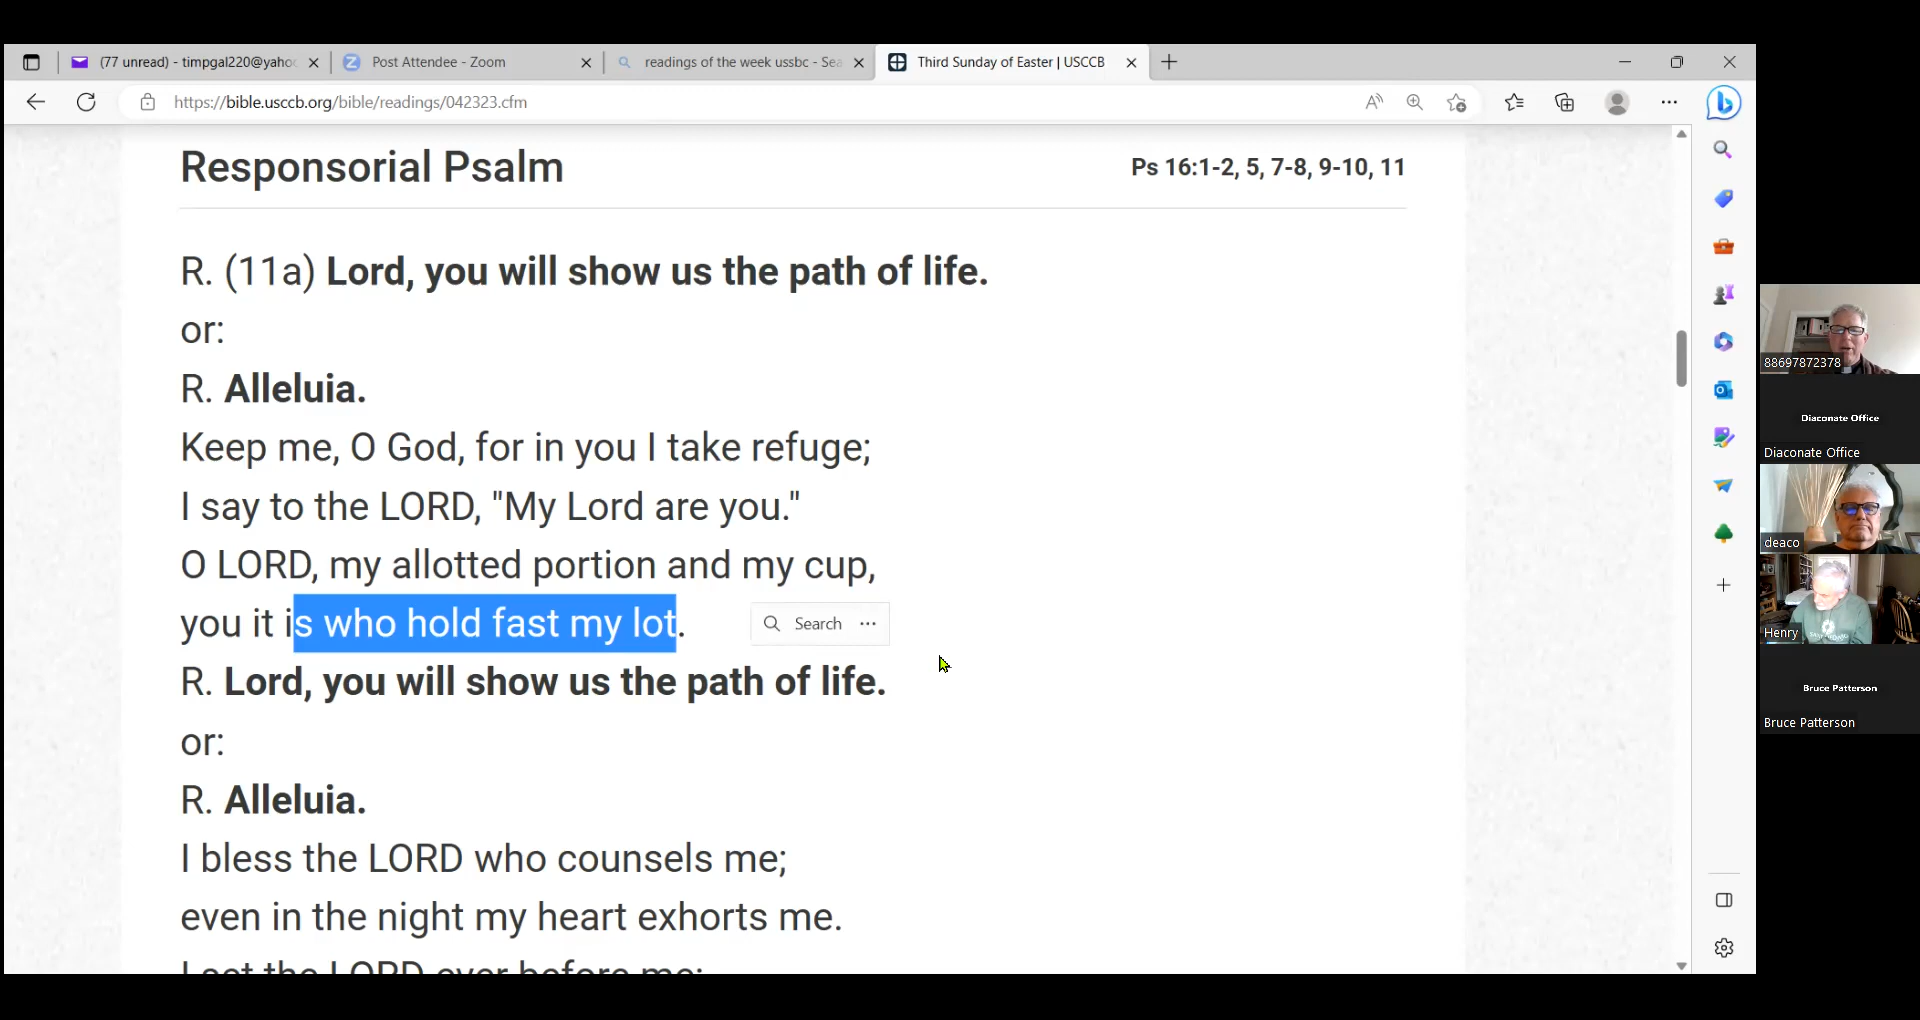 (77 unread) - timpgal220@yahoo
Post Attendee - Zoom
readings of the week ussbc - Sea
Third Sunday of Easter | USCCB
https://bible.usccb.org/bible/readings/042323.cfm
Responsorial Psalm
Ps 16:1-2, 5, 7-8, 9-10, 11
R. (11a) Lord, you will show us the path of life.
or:
R. Alleluia.
Keep me, O God, for in you I take refuge;
I say to the LORD, "My Lord are you."
O LORD, my allotted portion and my cup,
you it is who hold fast my lot.
Search
R. Lord, you will show us the path of life.
or:
R. Alleluia.
I bless the LORD who counsels me;
even in the night my heart exhorts me.
I set the LORD ever before me;
88697872378
Diaconate Office
Diaconate Office
deaco
Henry
Bruce Patterson
Bruce Patterson